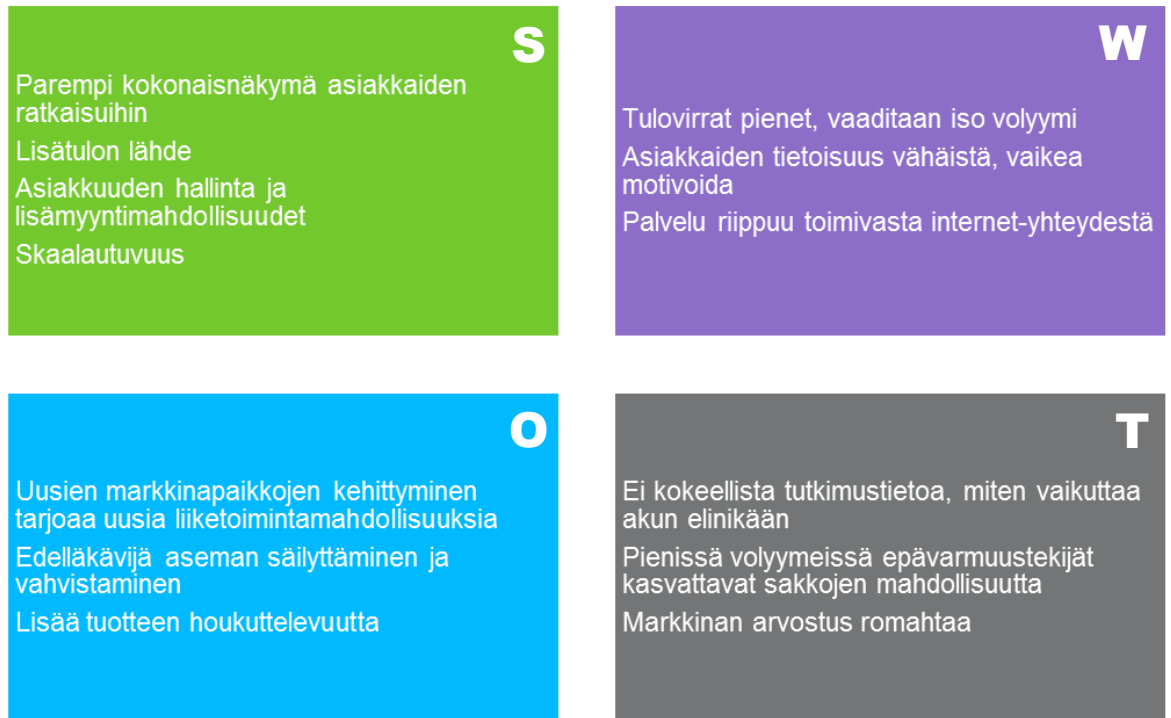 S
Parempi kokonaisnäkymä asiakkaiden
ratkaisuihin
Lisätulon lähde
Asiakkuuden hallinta ja
lisämyyntimahdollisuudet
Skaalautuvuus
W
Tulovirrat pienet, vaaditaan iso volyymi
Asiakkaiden tietoisuus vähäistä, vaikea
motivoida
Palvelu riippuu toimivasta internet-yhteydestä
O
Uusien markkinapaikkojen kehittyminen
tarjoaa uusia liiketoimintamahdollisuuksia
Edelläkävijä aseman säilyttäminen ja
vahvistaminen
Lisää tuotteen houkuttelevuutta
T
Ei kokeellista tutkimustietoa, miten vaikuttaa
akun elinikään
Pienissä volyymeissä epävarmuustekijät
kasvattavat sakkojen mahdollisuutta
Markkinan arvostus romahtaa